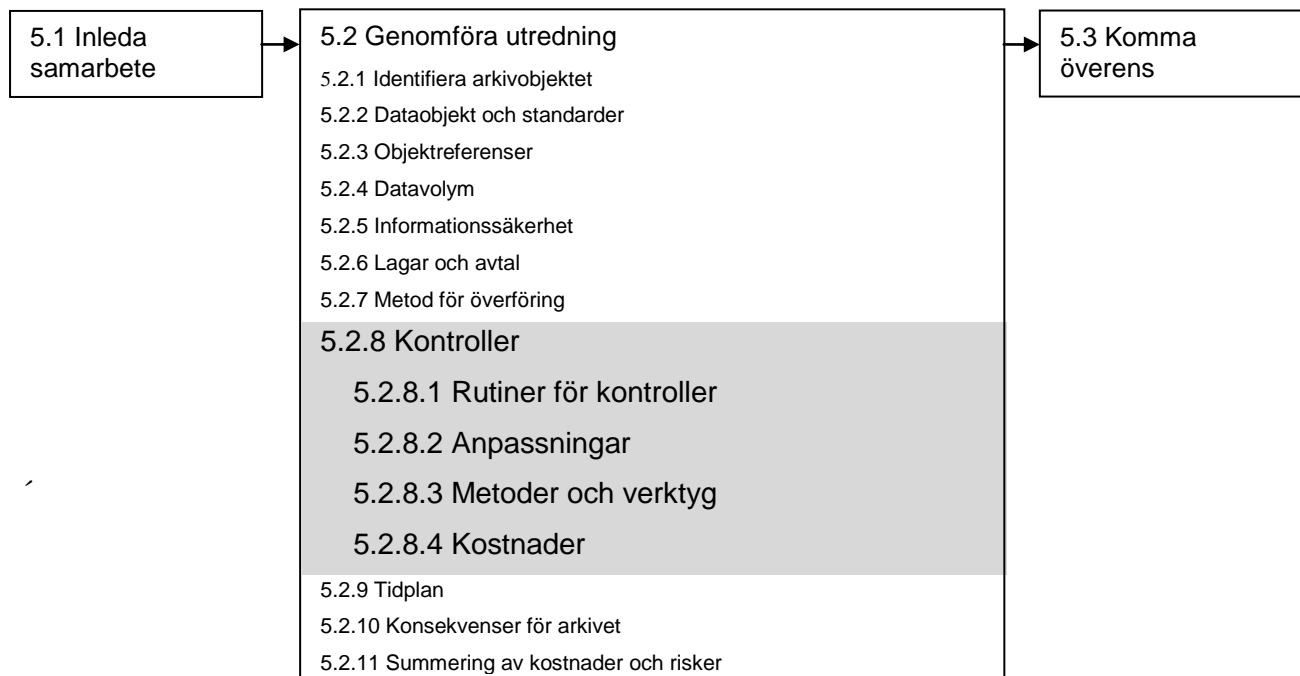 5.1 Inleda
samarbete
5.2 Genomföra utredning
5.2.1 Identifiera arkivobjektet
5.2.2 Dataobjekt och standarder
5.2.3 Objektreferenser
5.2.4 Datavolym
5.2.5 Informationssäkerhet
5.2.6 Lagar och avtal
5.2.7 Metod för överföring
5.2.8 Kontroller
5.2.8.1 Rutiner för kontroller
5.2.8.2 Anpassningar
5.2.8.3 Metoder och verktyg
5.2.8.4 Kostnader
5.2.9 Tidplan
5.2.10 Konsekvenser för arkivet
5.2.11 Summering av kostnader och risker
5.3 Komma
överens
´